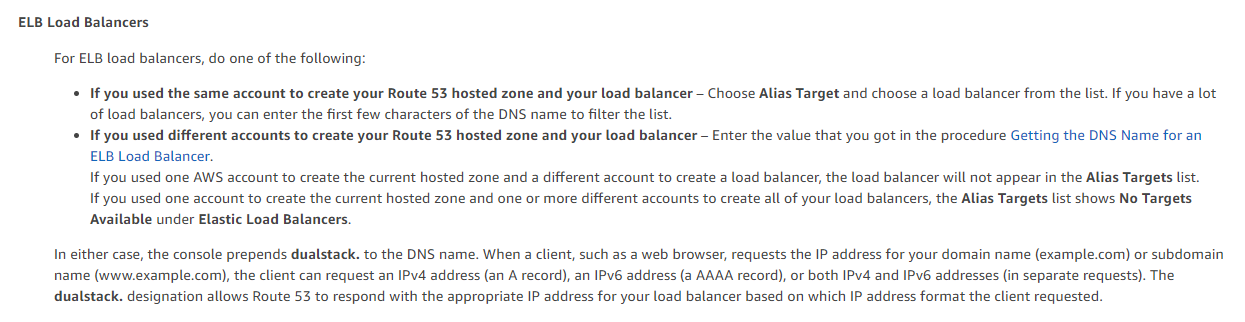 ELB Load Balancers
For ELB load balancers, do one of the following:
• If you used the same account to create your Route 53 hosted zone and your load balancer – Choose Alias Target and choose a load balancer from the list. If you have a lot
of load balancers, you can enter the first few characters of the DNS name to filter the list.
• If you used different accounts to create your Route 53 hosted zone and your load balancer – Enter the value that you got in the procedure Getting the DNS Name for an
ELB Load Balancer.
If you used one AWS account to create the current hosted zone and a different account to create a load balancer, the load balancer will not appear in the Alias Targets list.
If you used one account to create the current hosted zone and one or more different accounts to create all of your load balancers, the Alias Targets list shows No Targets
Available under Elastic Load Balancers.
In either case, the console prepends dualstack. to the DNS name. When a client, such as a web browser, requests the IP address for your domain name (example.com) or subdomain
name (www.example.com), the client can request an IPv4 address (an A record), an IPv6 address (a AAAA record), or both IPv4 and IPv6 addresses (in separate requests). The
dualstack. designation allows Route 53 to respond with the appropriate IP address for your load balancer based on which IP address format the client requested.